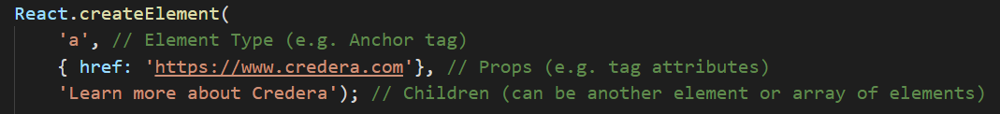 React.createElement(
'a', // Element Type (e.g. Anchor tag)
{ href: 'https://www.credera.com'}, // Props (e.g. tag attributes)
'Learn more about Credera'); // Children (can be another element or array of elements)